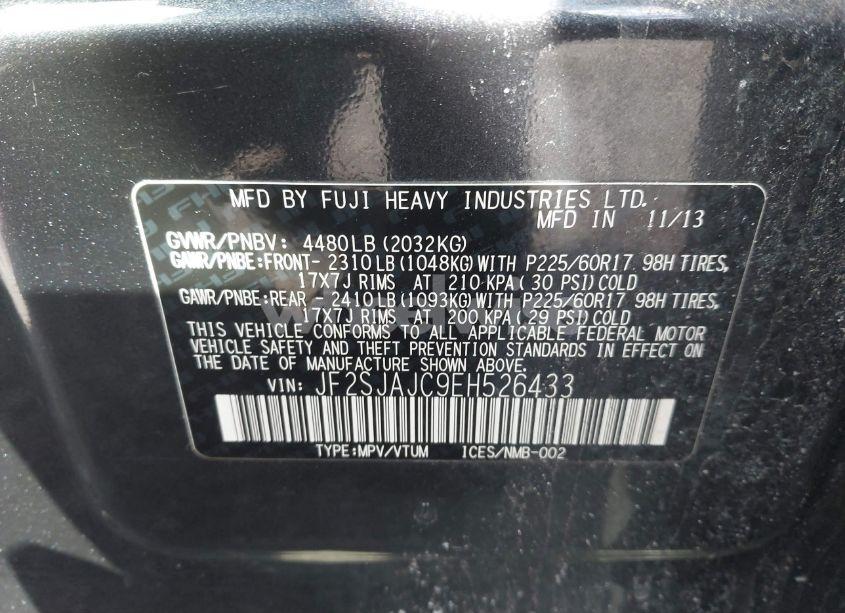 MFD BY FUJI HEAVY INDUSTRIES LTD.
MFD IN 11/13
GVWR/PNBV: 4480LB (2032KG)
GAWR/PNBE:FRONT- 2310LB (1048KG) WITH P225/60R17 98H TIRES,
17X7J RIMS AT 210 KPA ( 30 PSI) COLD
GAWR/PNBE:REAR - 2410LB (1093KG) WITH P225/60R17 98H TIRES,
17X7J RIMS AT 200 KPA ( 29 PSI) COLD
THIS VEHICLE CONFORMS TO ALL APPLICABLE FEDERAL MOTOR
VEHICLE SAFETY AND THEFT PREVENTION STANDARDS IN EFFECT ON
THE DATE OF MANUFACTURE SHOWN ABOVE.
VIN: JF2SJAJC9EH526433
TYPE:MPV/VTUM ICES/NMB-002